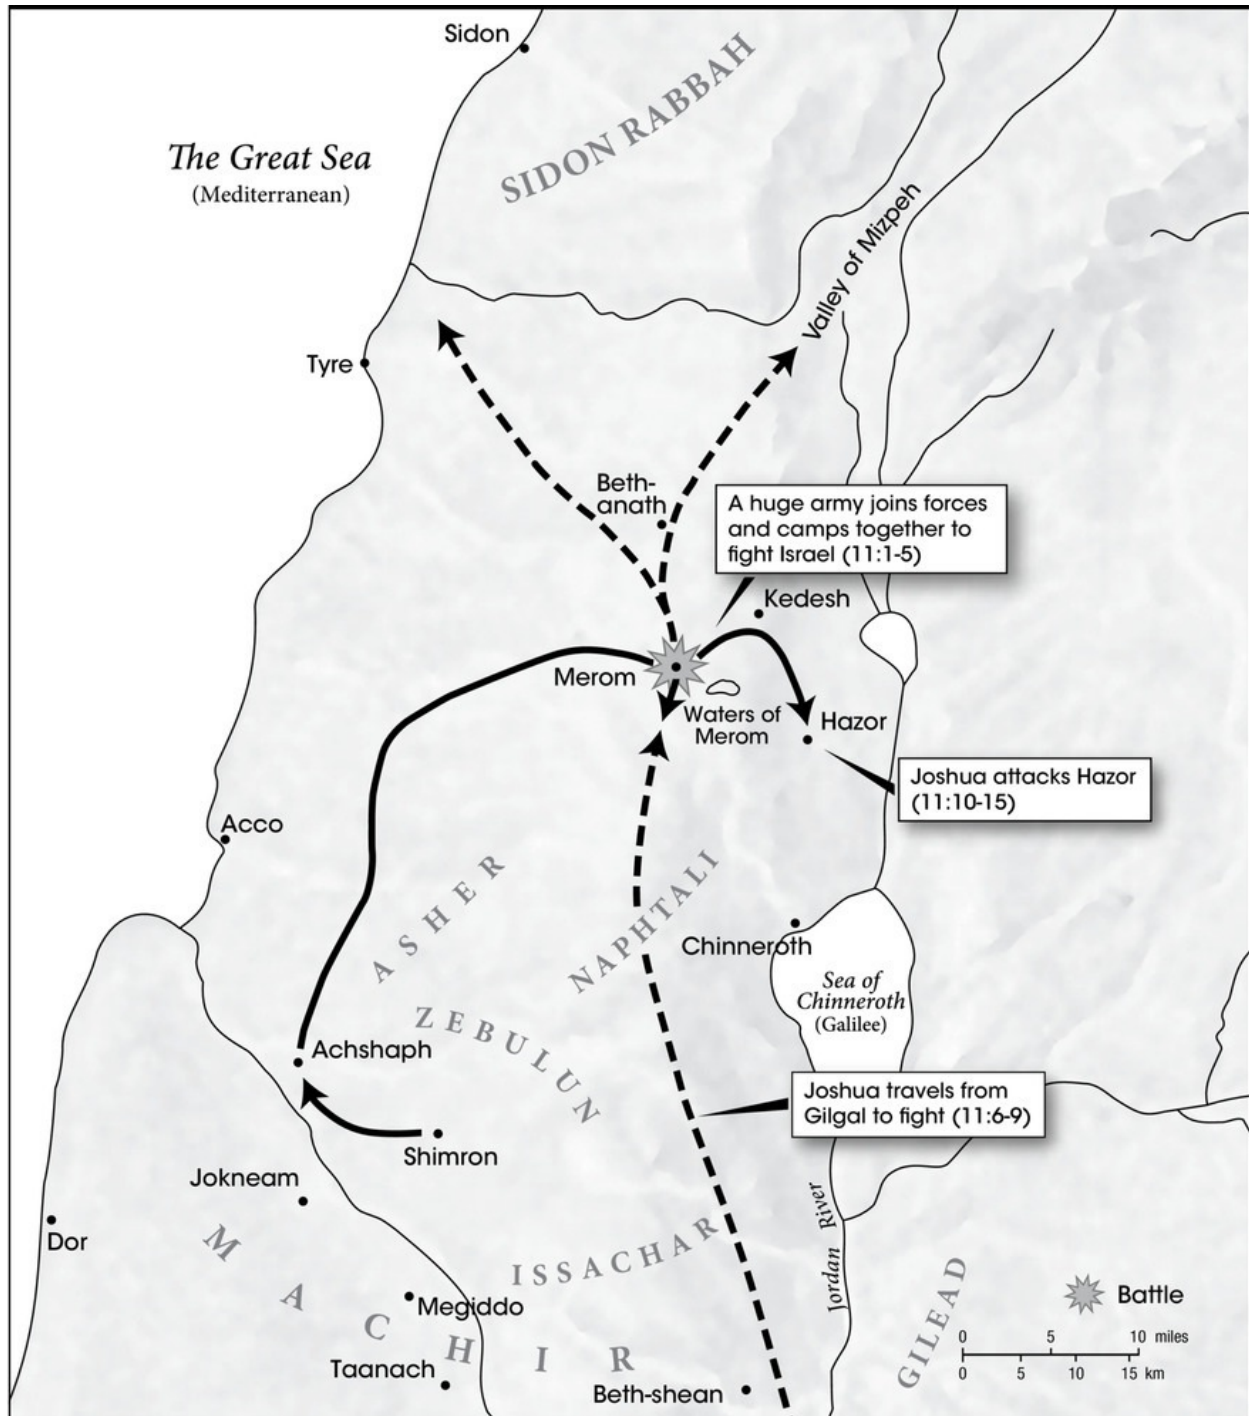 Sidon
SIDON RABBAH
The Great Sea
(Mediterranean)
Valley of Mizpeh
Tyre
Beth-
anath
A huge army joins forces
and camps together to
fight Israel (11:1-5)
Kedesh
Merom
Waters of
Merom
Hazor
Joshua attacks Hazor
(11:10-15)
Acco
ASHER
NAPHTALI
Chinneroth
Sea of
Chinneroth
(Galilee)
ZEBULUN
Achshaph
Joshua travels from
Gilgal to fight (11:6-9)
Shimron
Jokneam
Dor
MACHIR
ISSACHAR
Jordan River
GILEAD
Megiddo
Taanach
Beth-shean
Battle
0 5 10 miles
0 5 10 15 km